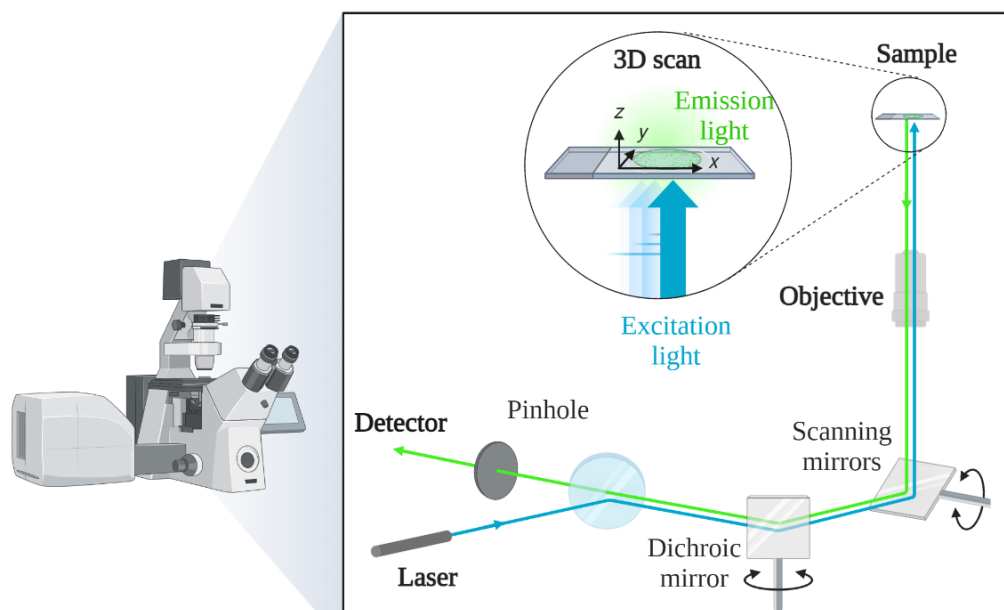 Sample
3D scan
Emission
light
z
y
x
Objective
Excitation
light
Pinhole
Detector
Scanning
mirrors
Dichroic
mirror
Laser